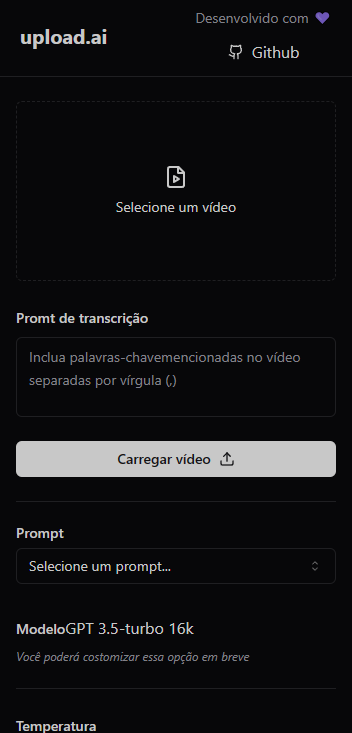 upload.ai
Desenvolvido com
Github
Selecione um vídeo
Promt de transcrição
Inclua palavras-chavemencionadas no vídeo
separadas por vírgula (,)
Carregar vídeo
Prompt
Selecione um prompt...
ModeloGPT 3.5-turbo 16k
Você poderá costomizar essa opção em breve
Temperatura